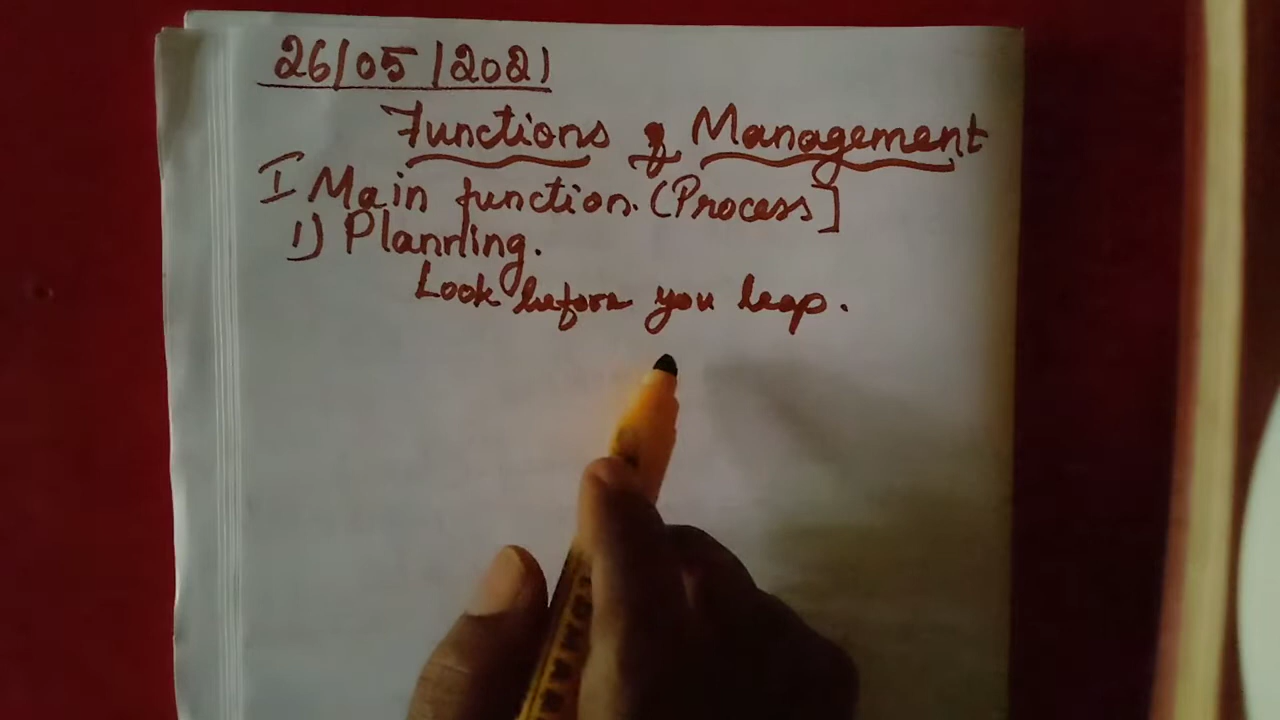 26/05/2021
Functions of Management
I Main function. (Process]
1) Planning.
Look before you leap.